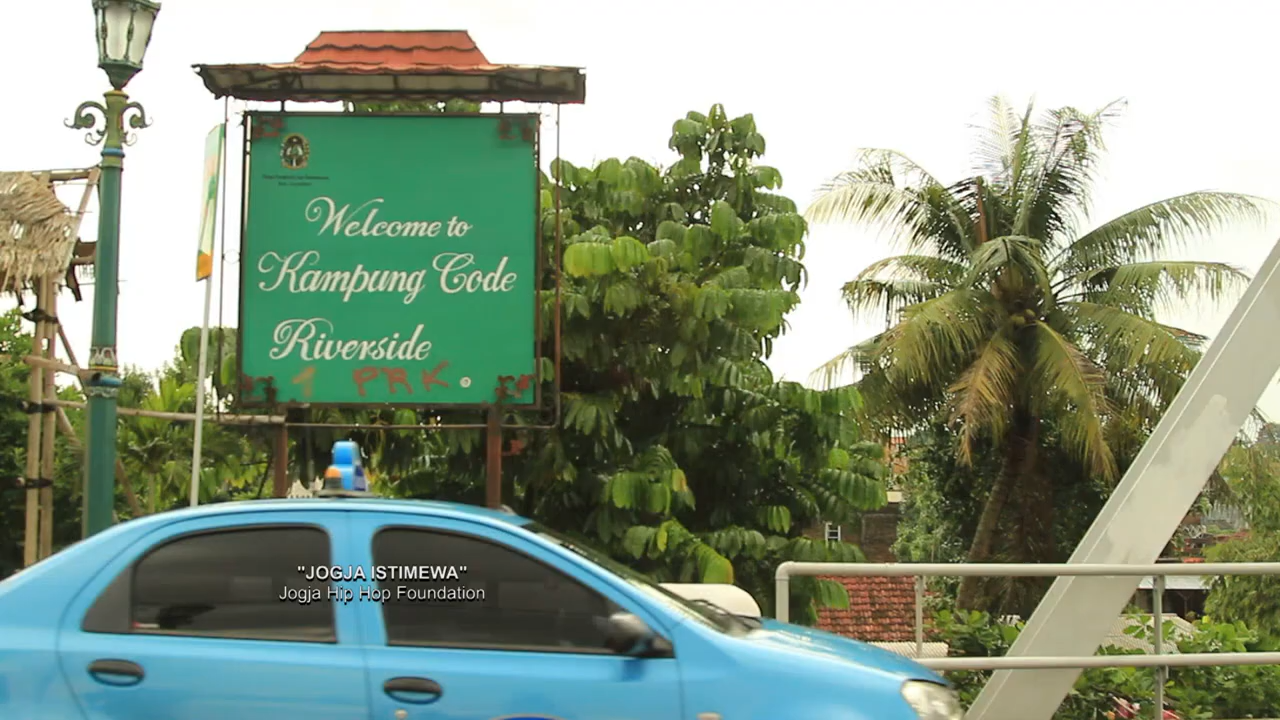 Welcome to
Kampung Code
Riverside
PRK
"JOGJA ISTIMEWA"
Jogja Hip Hop Foundation